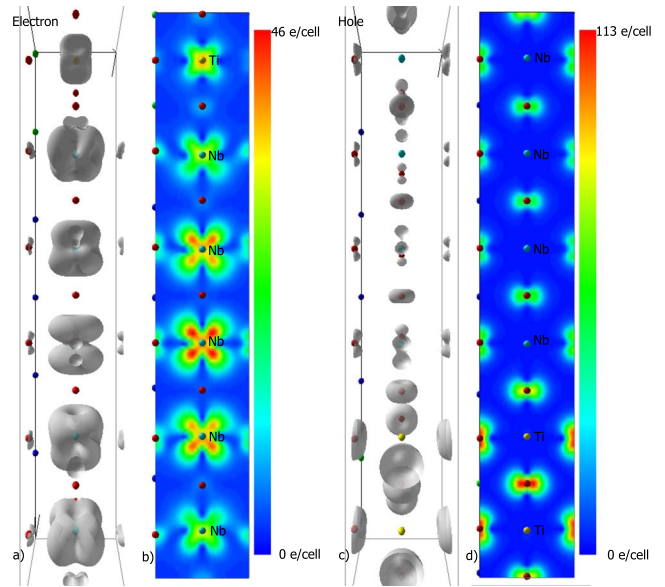 Electron
46 e/cell
Hole
113 e/cell
Ti
Nb
Nb
Nb
Nb
Nb
0 e/cell
Nb
Nb
Nb
Nb
Ti
Ti
0 e/cell
a)
b)
c)
d)